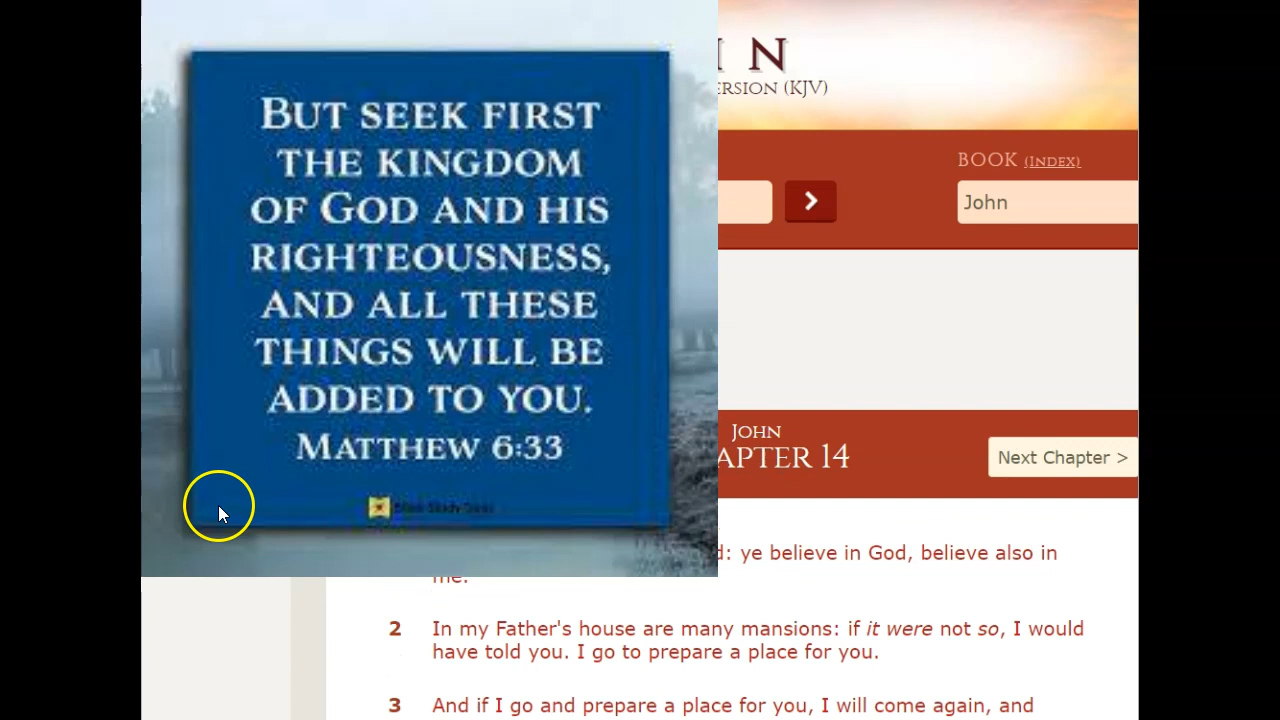 BUT SEEK FIRST
THE KINGDOM
OF GOD AND HIS
RIGHTEOUSNESS,
AND ALL THESE
THINGS WILL BE
ADDED TO YOU.
MATTHEW 6:33
N
ERSION (KJV)
BOOK (INDEX)
John
JOHN
APTER 14
Next Chapter >
d: ye believe in God, believe also in
me.
2 In my Father's house are many mansions: if it were not so, I would
have told you. I go to prepare a place for you.
3 And if I go and prepare a place for you, I will come again, and